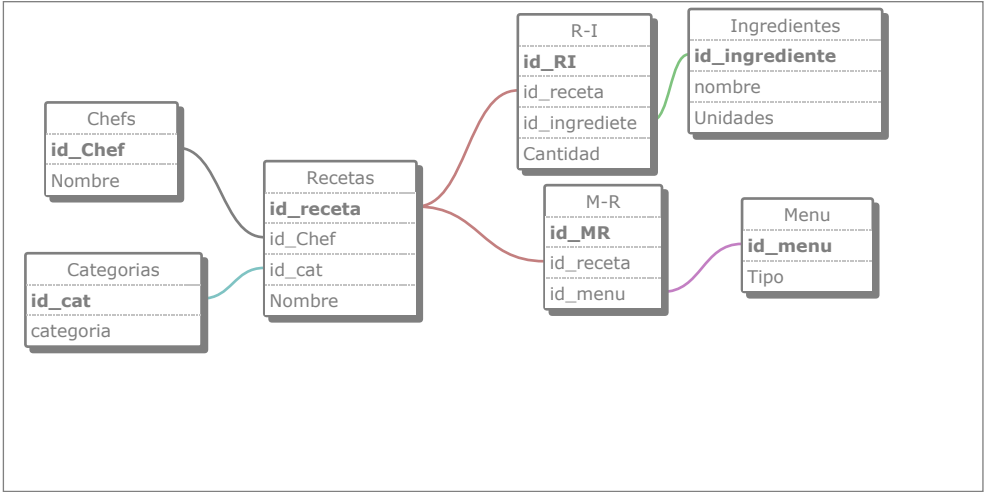 Chefs
id_Chef
Nombre
Categorias
id_cat
categoria
Recetas
id_receta
id_Chef
id_cat
Nombre
R-I
id_RI
id_receta
id_ingrediete
Cantidad
M-R
id_MR
id_receta
id_menu
Ingredientes
id_ingrediente
nombre
Unidades
Menu
id_menu
Tipo